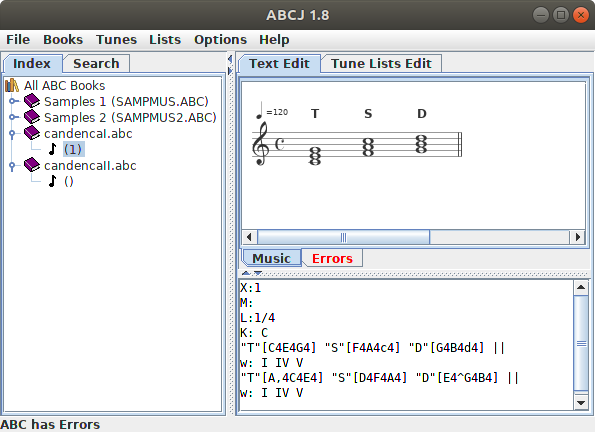 ABCJ 1.8
File Books Tunes Lists Options Help
Index Search
All ABC Books
Samples 1 (SAMPMUS.ABC)
Samples 2 (SAMPMUS2.ABC)
candencaI.abc
(1)
candencaII.abc
()
Text Edit Tune Lists Edit
=120 T S D
Music Errors
X:1
M:
L:1/4
K: C
"T"[C4E4G4] "S"[F4A4c4] "D"[G4B4d4] ||
w: I IV V
"T"[A,4C4E4] "S"[D4F4A4] "D"[E4^G4B4] ||
w: I IV V
ABC has Errors